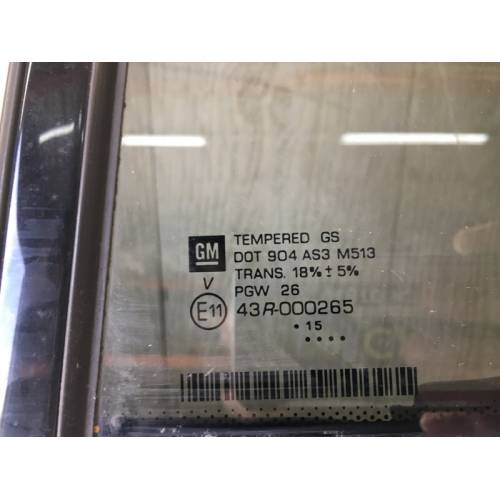 GM TEMPERED GS
DOT 904 AS3 M513
TRANS. 18% ± 5%
V PGW 26
E11 43R-000265
• 15
• • • •